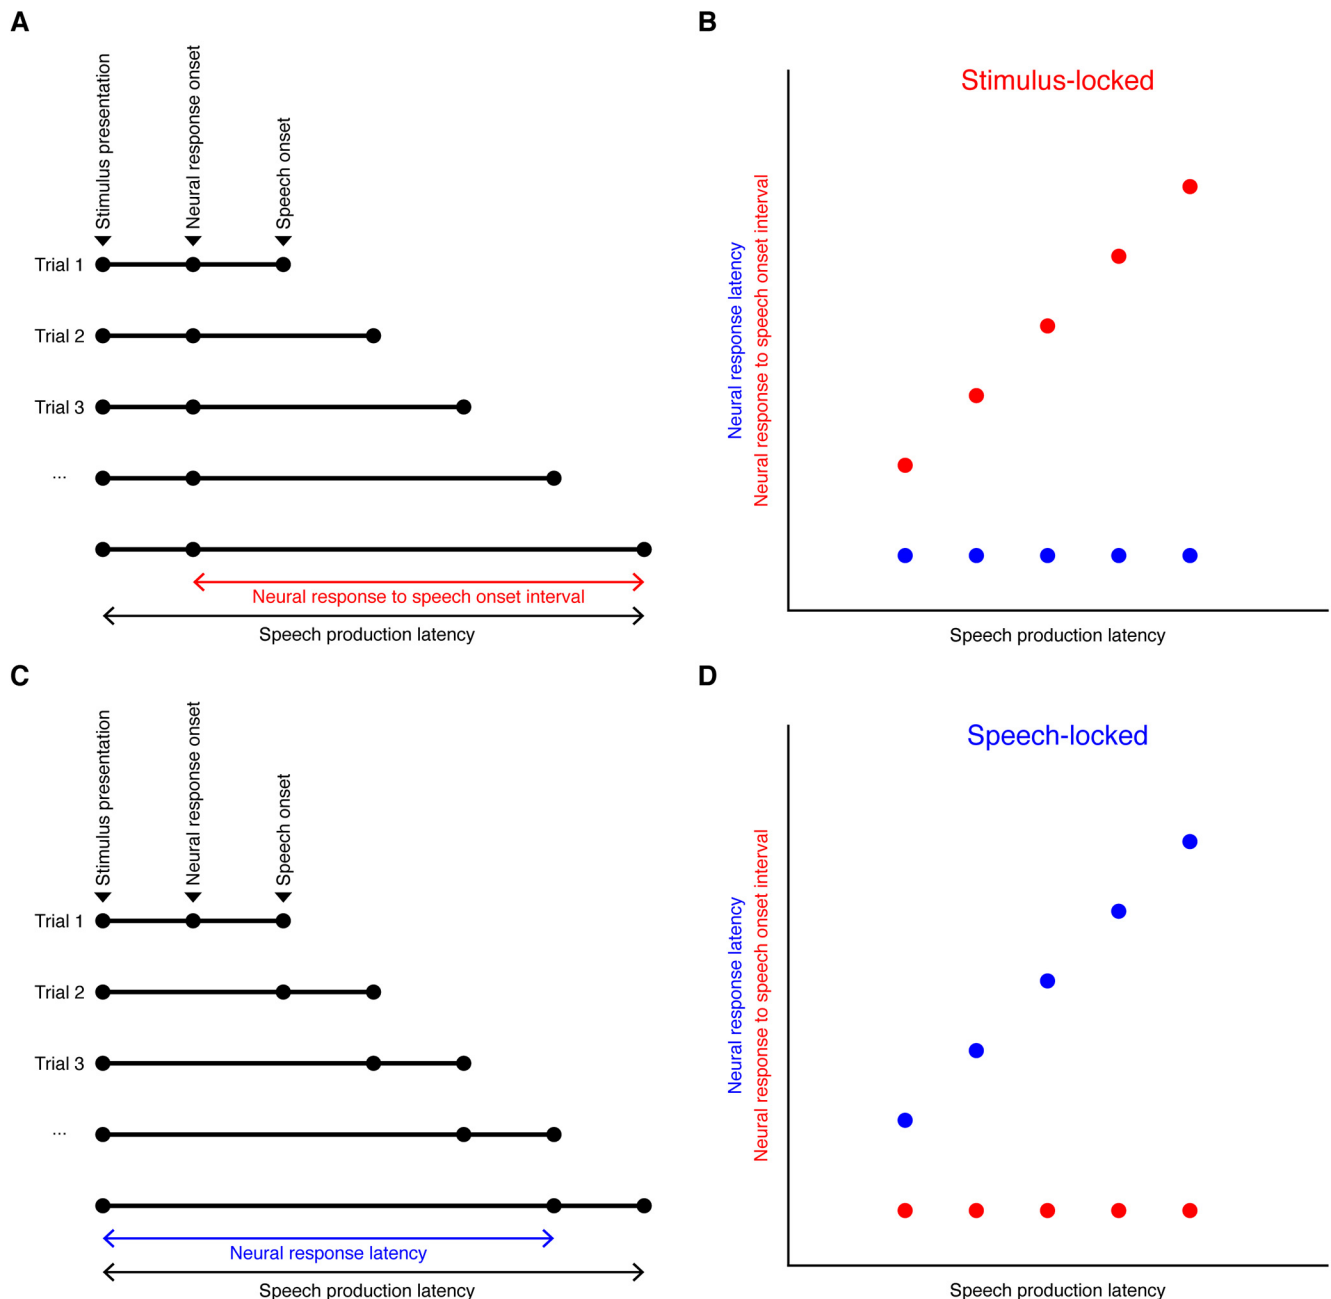 A
Stimulus presentation
Neural response onset
Speech onset
Trial 1
Trial 2
Trial 3
...
Neural response to speech onset interval
Speech production latency
B
Stimulus-locked
Neural response latency
Neural response to speech onset interval
Speech production latency
C
Stimulus presentation
Neural response onset
Speech onset
Trial 1
Trial 2
Trial 3
...
Neural response latency
Speech production latency
D
Speech-locked
Neural response latency
Neural response to speech onset interval
Speech production latency